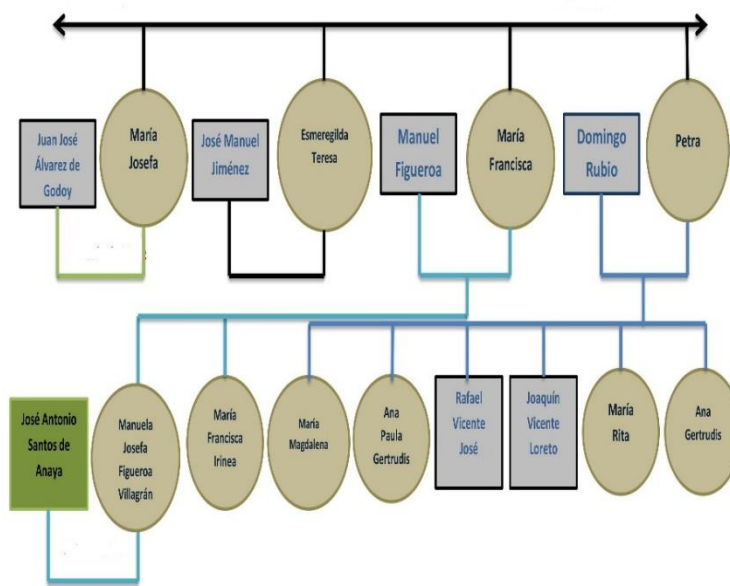 Juan José
Álvarez de
Godoy
María
Josefa
José Manuel
Jiménez
Esmeregilda
Teresa
Manuel
Figueroa
María
Francisca
Domingo
Rubio
Petra
José Antonio
Santos de
Anaya
Manuela
Josefa
Figueroa
Villagrán
María
Francisca
Irinea
María
Magdalena
Ana
Paula
Gertrudis
Rafael
Vicente
José
Joaquín
Vicente
Loreto
María
Rita
Ana
Gertrudis